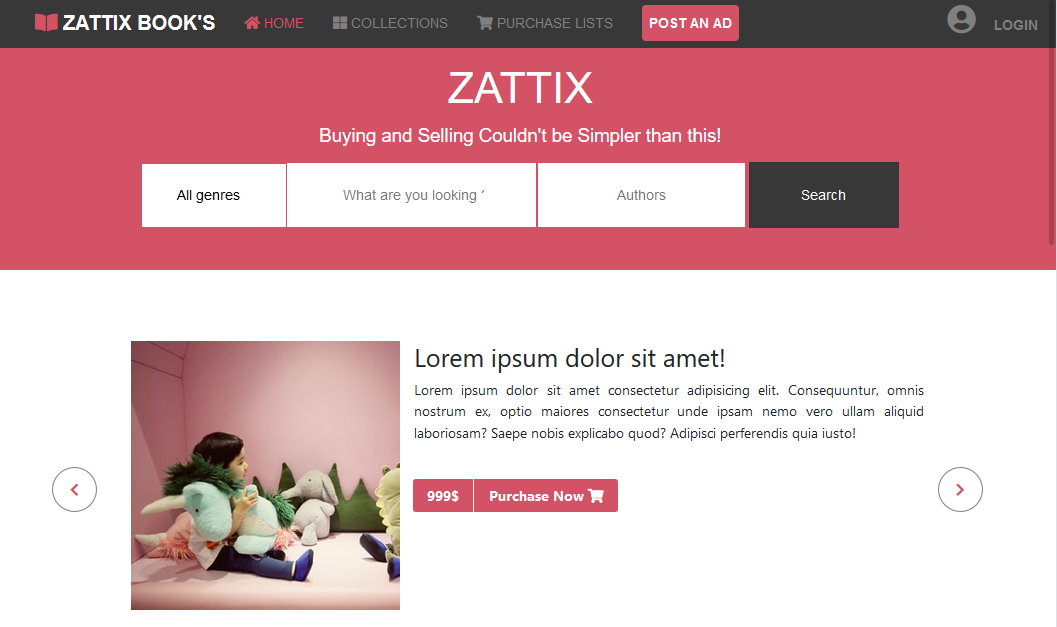 ZATTIX BOOK'S HOME COLLECTIONS PURCHASE LISTS POST AN AD LOGIN
ZATTIX
Buying and Selling Couldn't be Simpler than this!
All genres What are you looking Authors Search
Lorem ipsum dolor sit amet!
Lorem ipsum dolor sit amet consectetur adipisicing elit. Consequuntur, omnis
nostrum ex, optio maiores consectetur unde ipsam nemo vero ullam aliquid
laboriosam? Saepe nobis explicabo quod? Adipisci perferendis quia iusto!
999$ Purchase Now